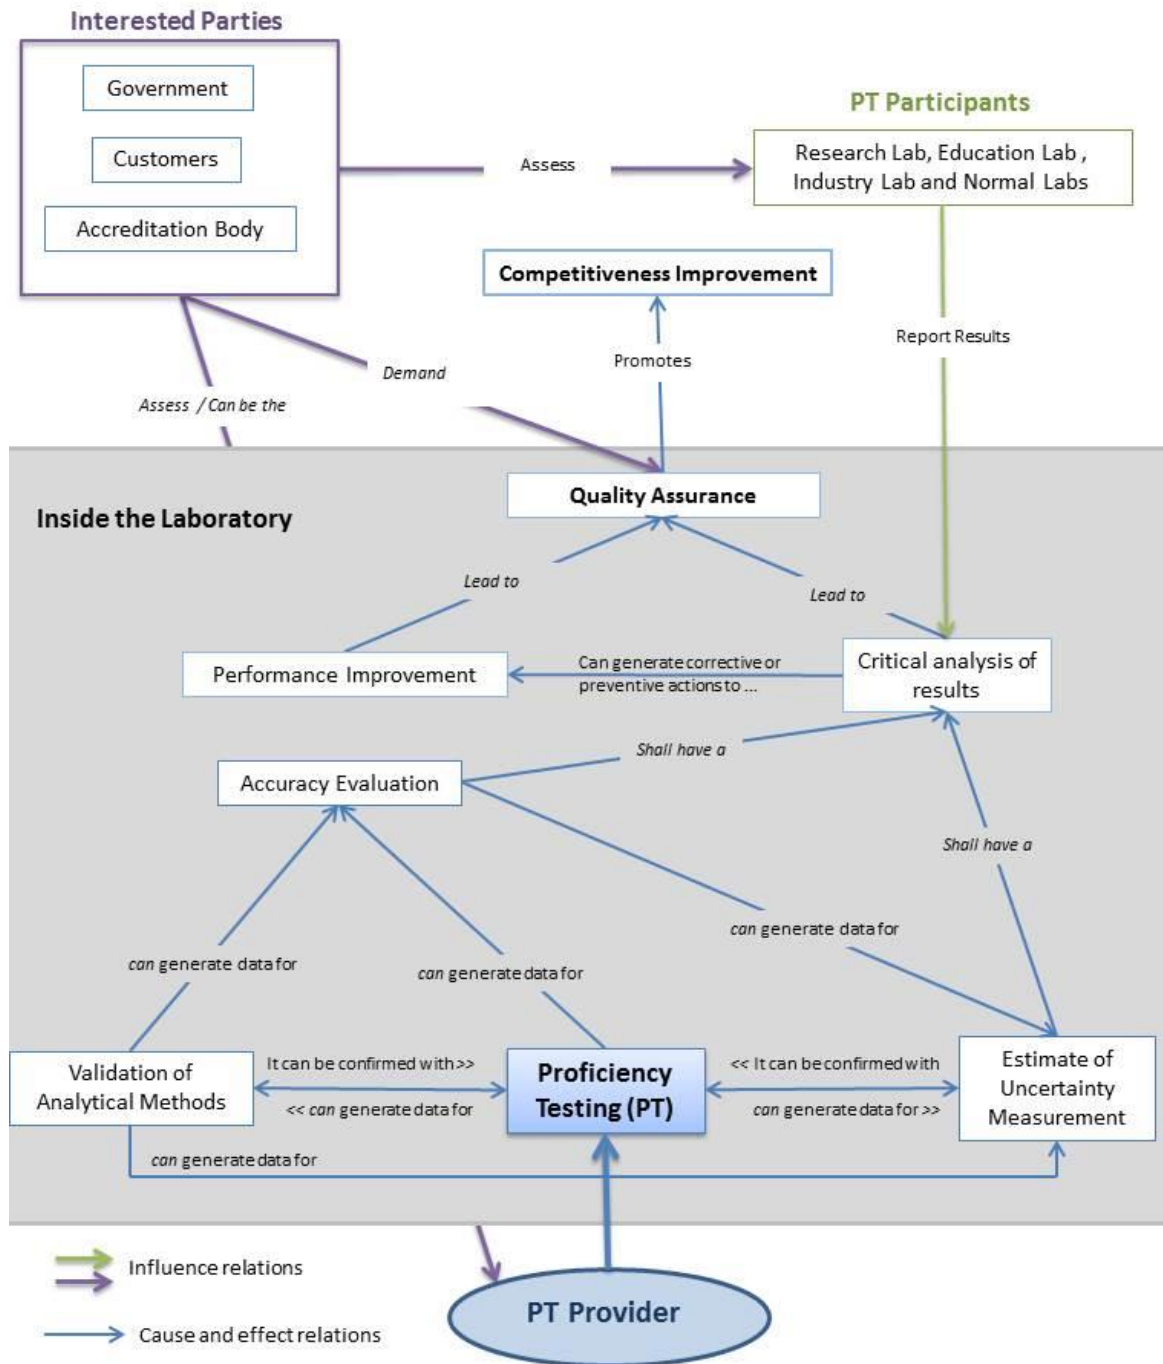 Interested Parties
Government
Customers
Accreditation Body
PT Participants
Research Lab, Education Lab ,
Industry Lab and Normal Labs
Assess
Competitiveness Improvement
Report Results
Promotes
Demand
Assess / Can be the
Quality Assurance
Inside the Laboratory
Lead to
Lead to
Performance Improvement
Can generate corrective or
preventive actions to ...
Critical analysis of
results
Shall have a
Accuracy Evaluation
Shall have a
can generate data for
can generate data for
can generate data for
Validation of
Analytical Methods
It can be confirmed with >>
<< can generate data for
Proficiency
Testing (PT)
<< It can be confirmed with
can generate data for >>
Estimate of
Uncertainty
Measurement
can generate data for
Influence relations
Cause and effect relations
PT Provider